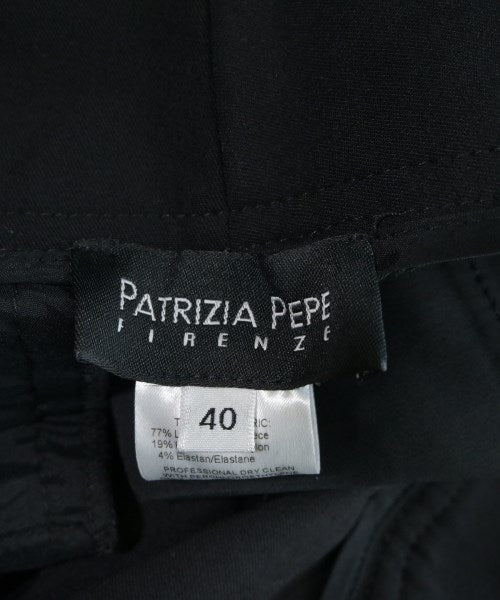 PATRIZIA PEPE
FIRENZE
40
77%
19%
4% Elastan/Elastane
PROFESSIONAL DRY CLEAN